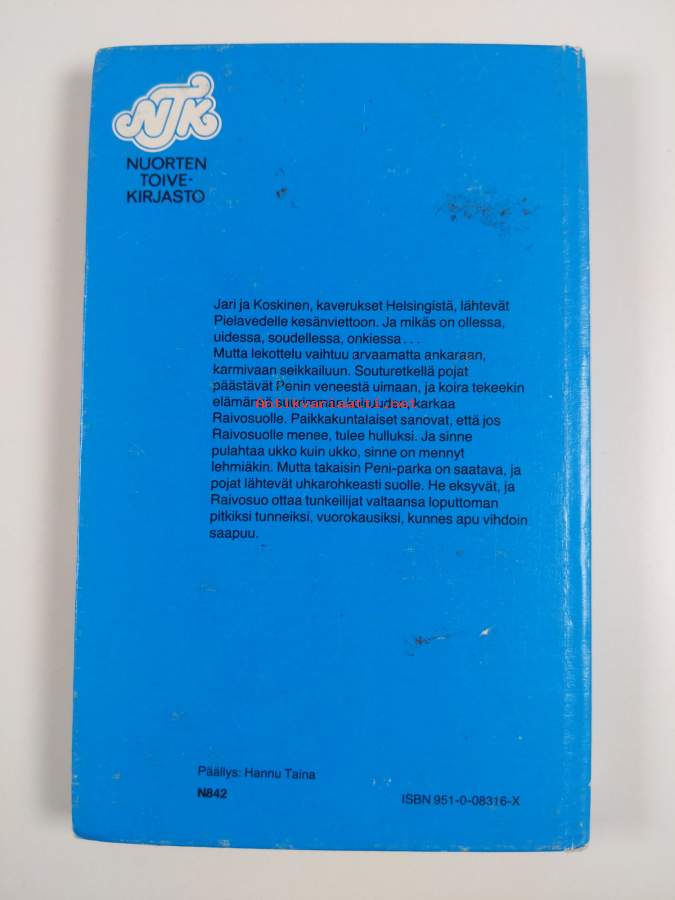 NTK
NUORTEN
TOIVE-
KIRJASTO
Jari ja Koskinen, kaverukset Helsingistä, lähtevät
Pielavedelle kesänviettoon. Ja mikäs on ollessa,
uidessa, soudellessa, onkiessa...
Mutta lekottelu vaihtuu arvaamatta ankaraan,
karmivaan seikkailuun. Souturetkellä pojat
päästävät Penin veneestä uimaan, ja koira tekeekin
elämänsä karkaa
Raivosuolle. Paikkakuntalaiset sanovat, että jos
Raivosuolle menee, tulee hulluksi. Ja sinne
pulahtaa ukko kuin ukko, sinne on mennyt
lehmiäkin. Mutta takaisin Peni-parka on saatava, ja
pojat lähtevät uhkarohkeasti suolle. He eksyvät, ja
Raivosuo ottaa tunkeilijat valtaansa loputtoman
pitkiksi tunneiksi, vuorokausiksi, kunnes apu vihdoin
saapuu.
Päällys: Hannu Taina
N842
ISBN 951-0-08316-X